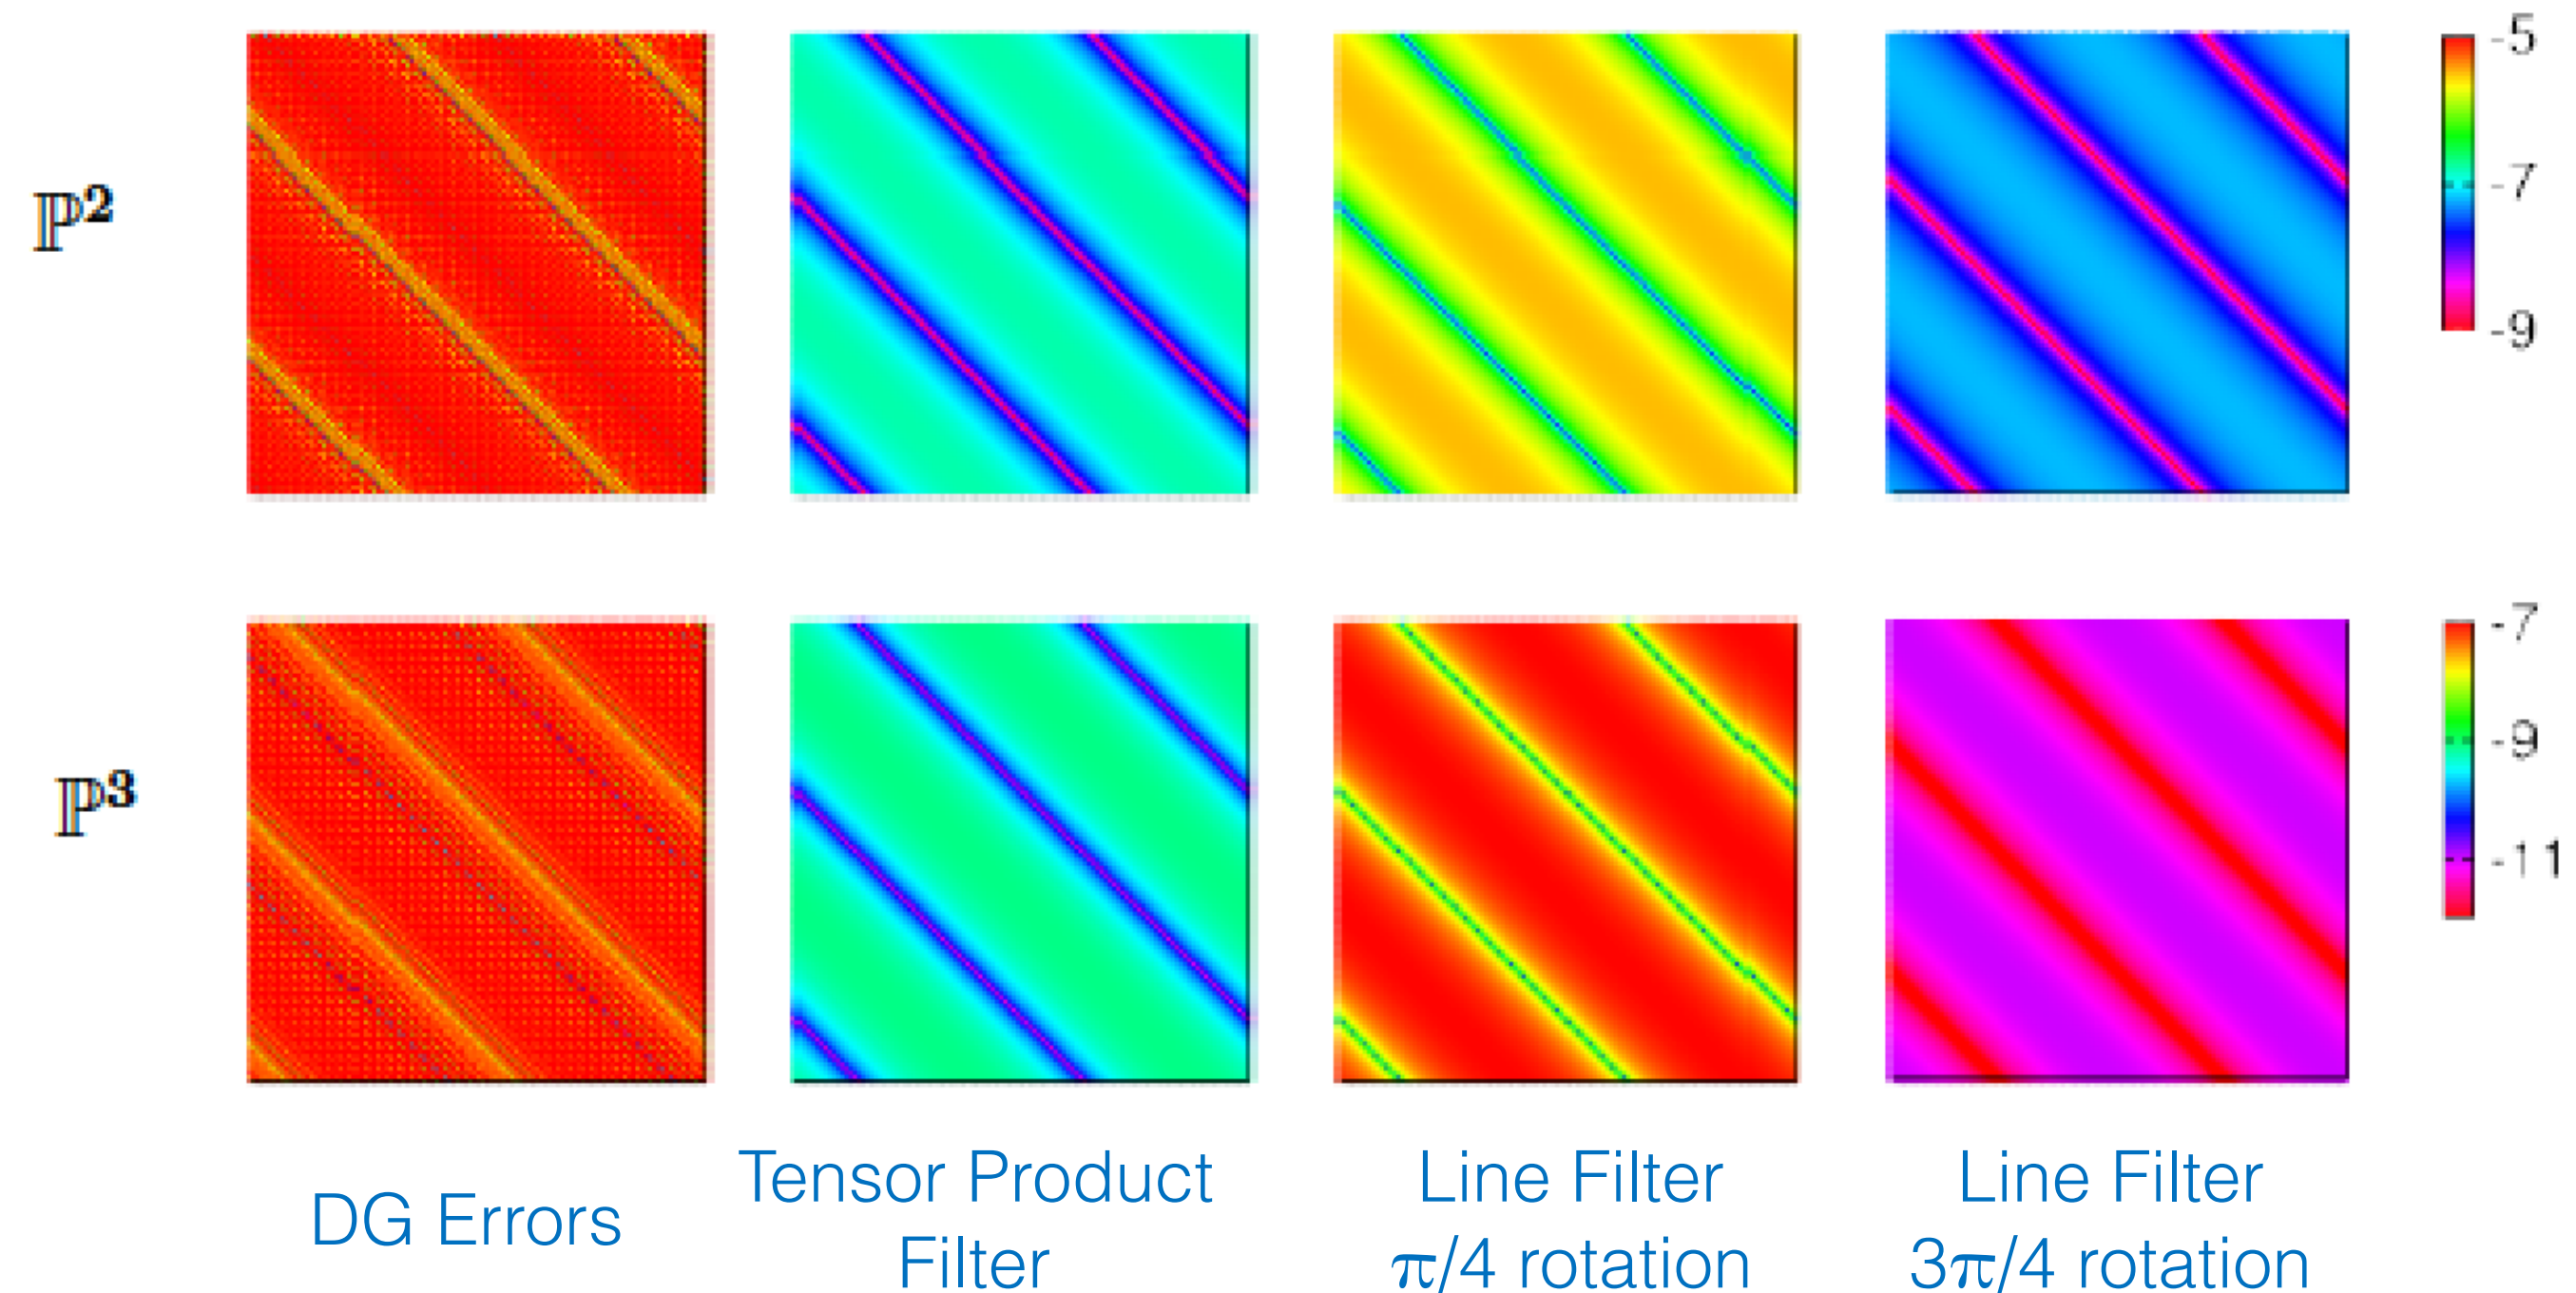 ℙ²
-5
-7
-9
ℙ³
-7
-9
-11
DG Errors
Tensor Product
Filter
Line Filter
π/4 rotation
Line Filter
3π/4 rotation